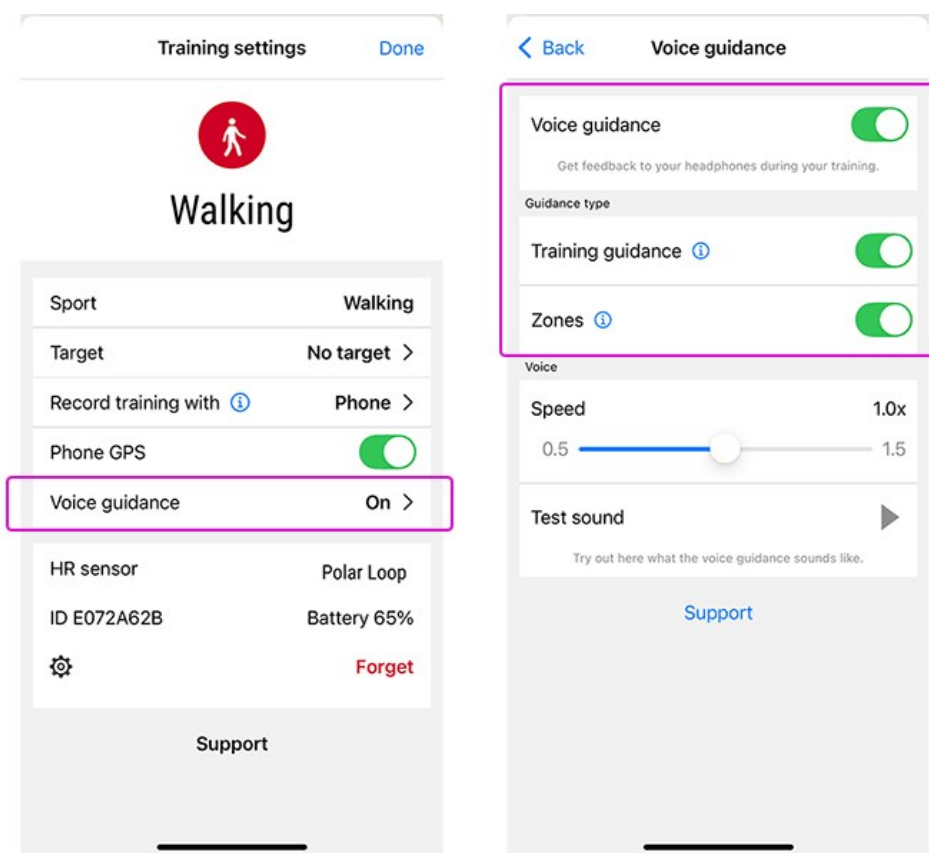 Training settings Done
Walking
Sport Walking
Target No target
Record training with Phone
Phone GPS
Voice guidance On
HR sensor Polar Loop
ID E072A62B Battery 65%
Forget
Support
Back Voice guidance
Voice guidance
Get feedback to your headphones during your training.
Guidance type
Training guidance
Zones
Voice
Speed 1.0x
0.5 1.5
Test sound
Try out here what the voice guidance sounds like.
Support